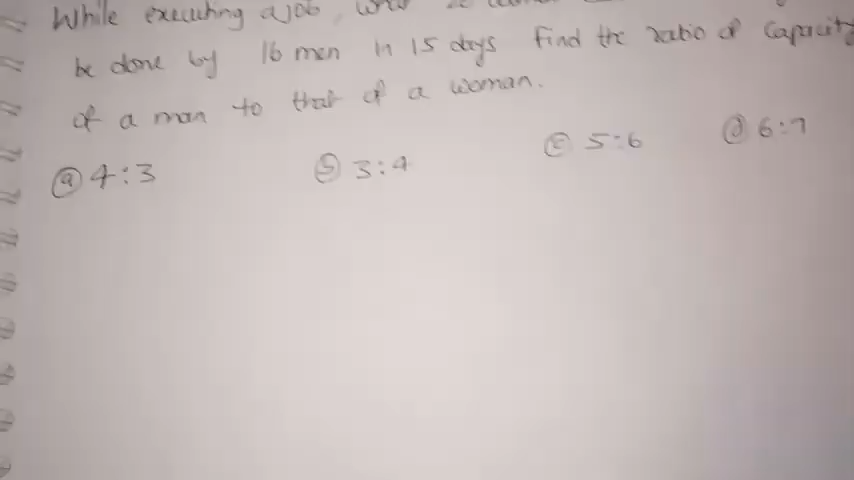 While executing a job,
be done by 16 men in 15 days find the ratio of capacity
of a man to that of a woman.
ⓐ 4:3 ⓑ 3:4 ⓒ 5:6 ⓓ 6:7